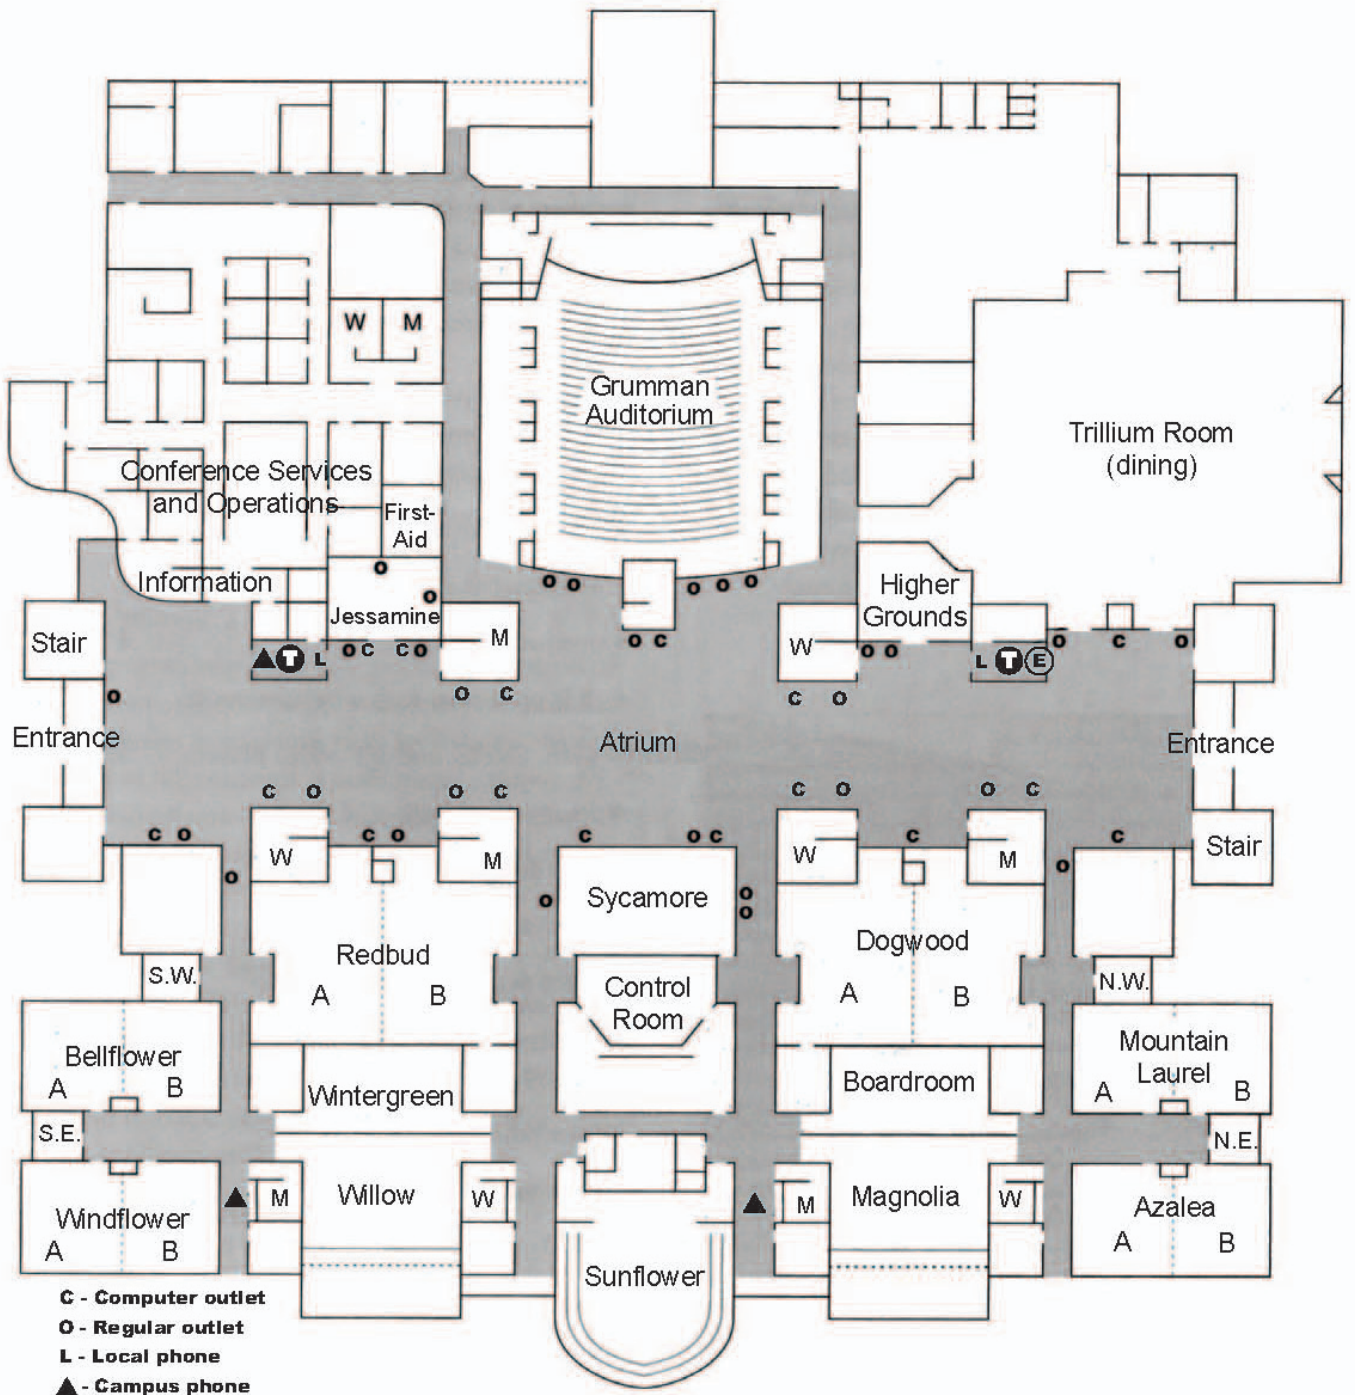 W M
Grumman
Auditorium
Trillium Room
(dining)
Conference Services
and Operations
First-
Aid
Information
O
O
Jessamine
O O
O O O
Higher
Grounds
Stair
M
O C
W
▲ T L
O C C O
O O
L T E
O C O
O
O C
C O
Entrance
Atrium
Entrance
C O
O C
C O
O C
C O
C O
C
O C
C
C
W
M
W
M
Stair
O
O
O
O
O
Sycamore
Redbud
A B
Dogwood
A B
S.W.
Control
Room
N.W.
Bellflower
A B
Mountain
Laurel
A B
Wintergreen
Boardroom
S.E.
N.E.
▲
M
Willow
W
▲
M
Magnolia
W
Windflower
A B
Azalea
A B
Sunflower
C - Computer outlet
O - Regular outlet
L - Local phone
▲ - Campus phone